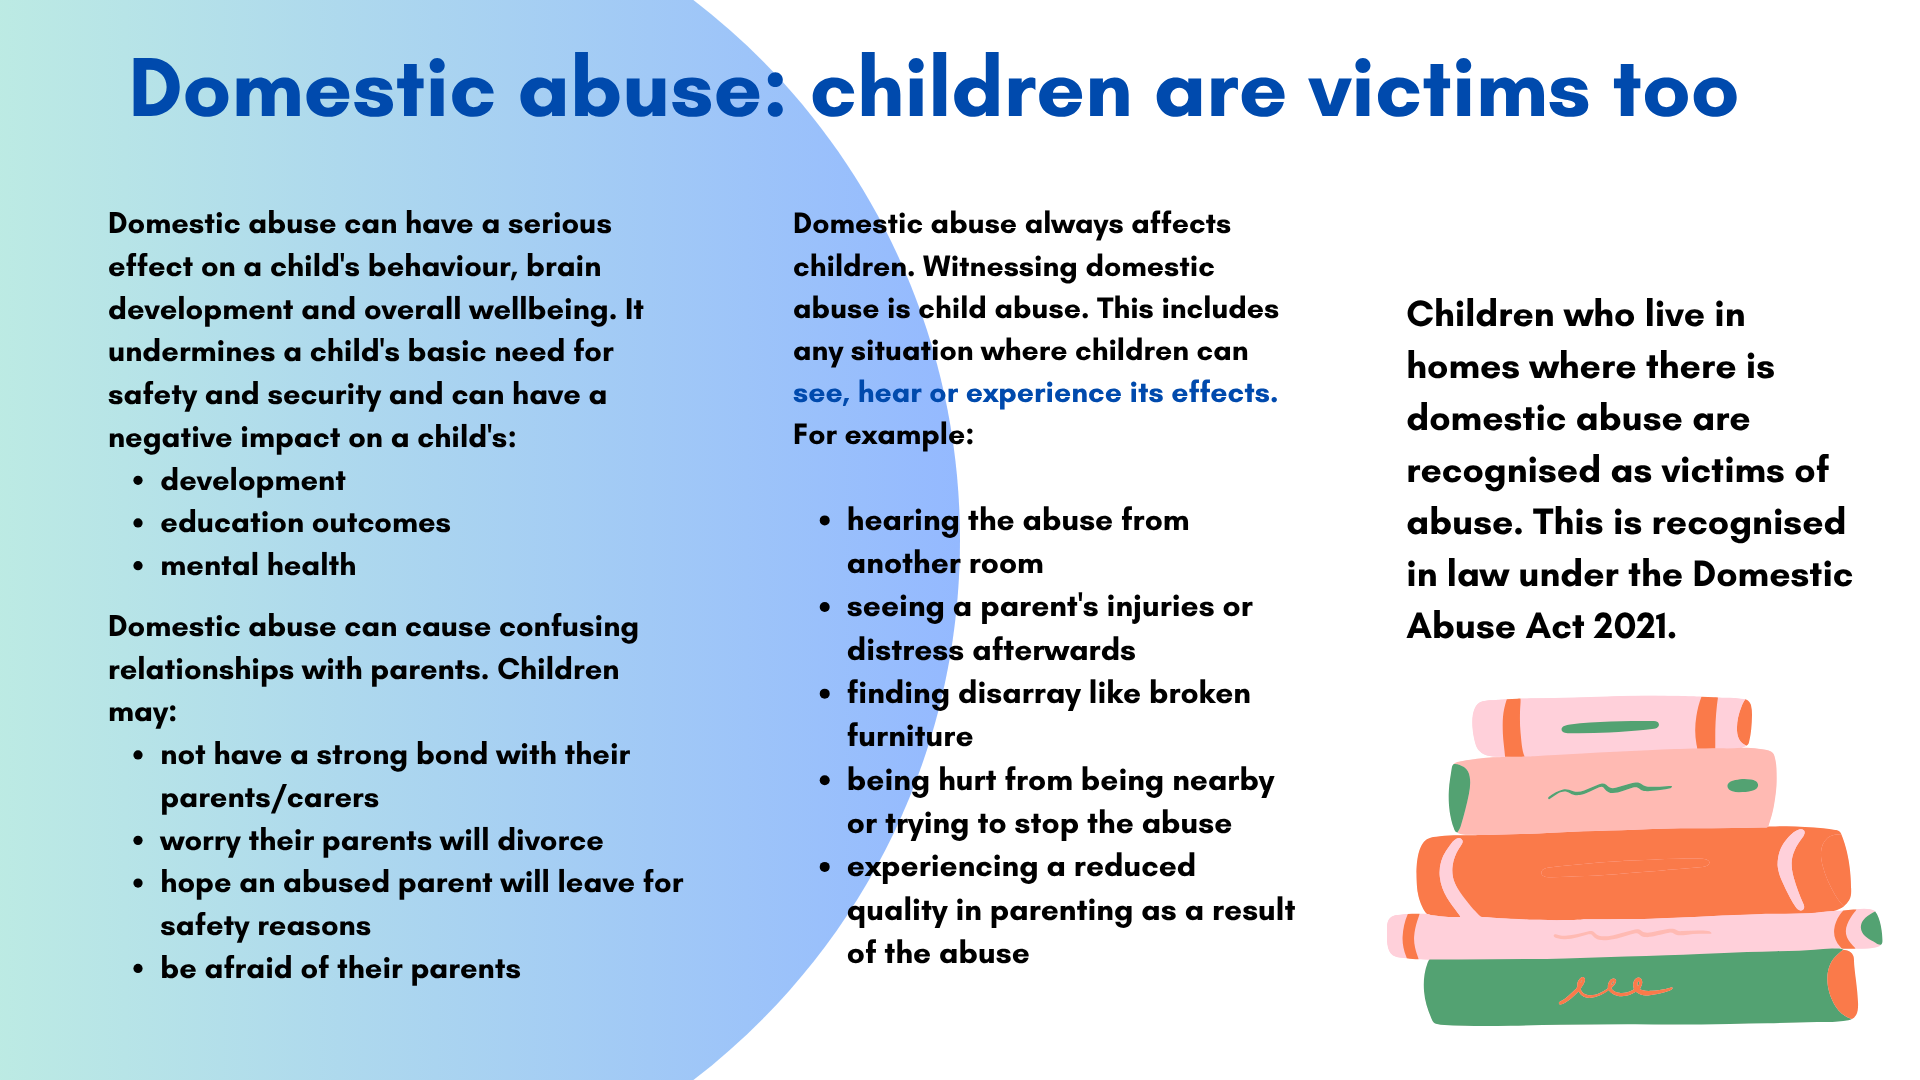 Domestic abuse: children are victims too
Domestic abuse can have a serious
effect on a child's behaviour, brain
development and overall wellbeing. It
undermines a child's basic need for
safety and security and can have a
negative impact on a child's:
• development
• education outcomes
• mental health
Domestic abuse can cause confusing
relationships with parents. Children
may:
• not have a strong bond with their
parents/carers
• worry their parents will divorce
• hope an abused parent will leave for
safety reasons
• be afraid of their parents
Domestic abuse always affects
children. Witnessing domestic
abuse is child abuse. This includes
any situation where children can
see, hear or experience its effects.
For example:
• hearing the abuse from
another room
• seeing a parent's injuries or
distress afterwards
• finding disarray like broken
furniture
• being hurt from being nearby
or trying to stop the abuse
• experiencing a reduced
quality in parenting as a result
of the abuse
Children who live in
homes where there is
domestic abuse are
recognised as victims of
abuse. This is recognised
in law under the Domestic
Abuse Act 2021.